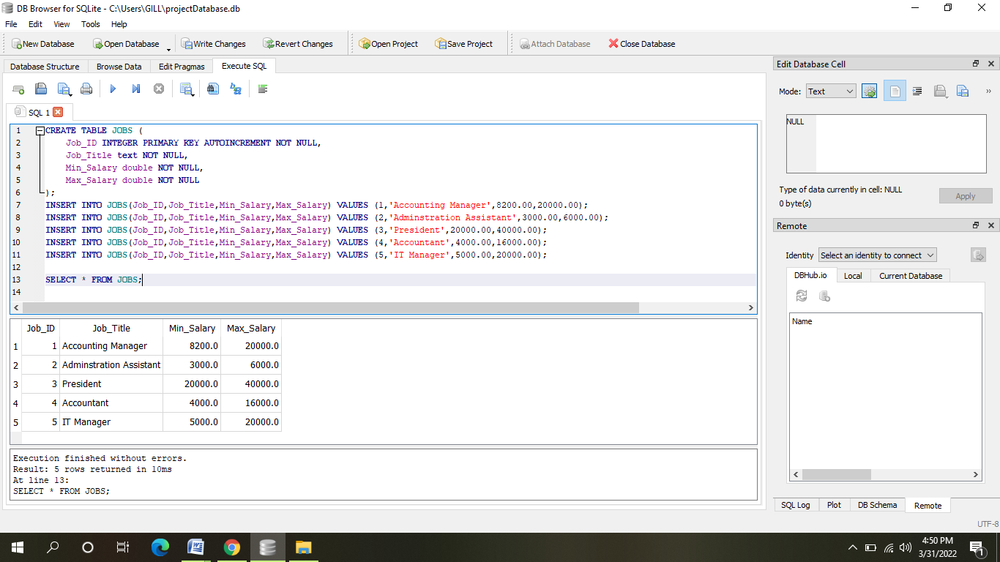 DB Browser for SQLite - C:\Users\GILL\projectDatabase.db
File Edit View Tools Help
New Database Open Database Write Changes Revert Changes Open Project Save Project Attach Database Close Database
Database Structure Browse Data Edit Pragmas Execute SQL
SQL 1
1 CREATE TABLE JOBS (
2 Job_ID INTEGER PRIMARY KEY AUTOINCREMENT NOT NULL,
3 Job_Title text NOT NULL,
4 Min_Salary double NOT NULL,
5 Max_Salary double NOT NULL
6 );
7 INSERT INTO JOBS(Job_ID,Job_Title,Min_Salary,Max_Salary) VALUES (1,'Accounting Manager',8200.00,20000.00);
8 INSERT INTO JOBS(Job_ID,Job_Title,Min_Salary,Max_Salary) VALUES (2,'Adminstration Assistant',3000.00,6000.00);
9 INSERT INTO JOBS(Job_ID,Job_Title,Min_Salary,Max_Salary) VALUES (3,'President',20000.00,40000.00);
10 INSERT INTO JOBS(Job_ID,Job_Title,Min_Salary,Max_Salary) VALUES (4,'Accountant',4000.00,16000.00);
11 INSERT INTO JOBS(Job_ID,Job_Title,Min_Salary,Max_Salary) VALUES (5,'IT Manager',5000.00,20000.00);
12
13 SELECT * FROM JOBS;
14
Job_ID Job_Title Min_Salary Max_Salary
1 1 Accounting Manager 8200.0 20000.0
2 2 Adminstration Assistant 3000.0 6000.0
3 3 President 20000.0 40000.0
4 4 Accountant 4000.0 16000.0
5 5 IT Manager 5000.0 20000.0
Execution finished without errors.
Result: 5 rows returned in 10ms
At line 13:
SELECT * FROM JOBS;
Edit Database Cell
Mode: Text
NULL
Type of data currently in cell: NULL
0 byte(s)
Apply
Remote
Identity Select an identity to connect
DBHub.io Local Current Database
Name
SQL Log Plot DB Schema Remote
UTF-8
4:50 PM
3/31/2022
1